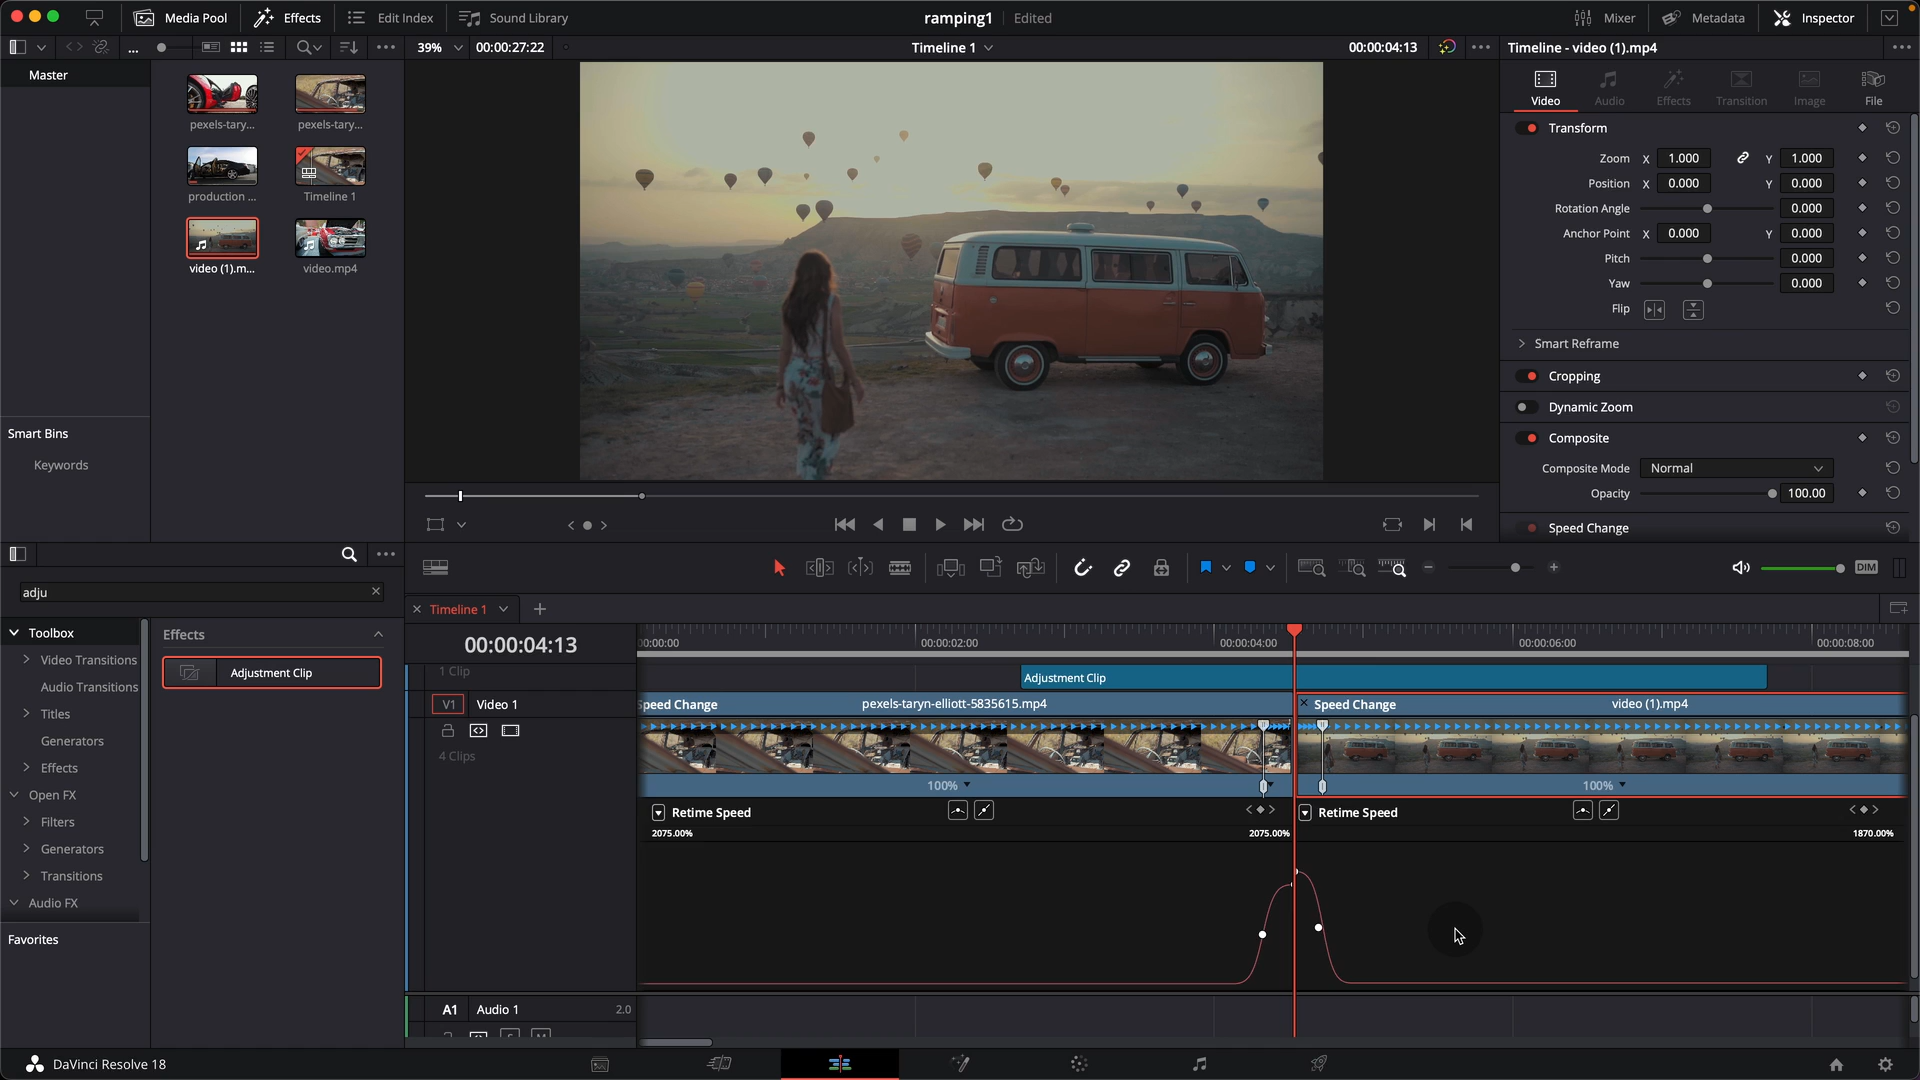 Media Pool
Effects
Edit Index
Sound Library
ramping1
Edited
Mixer
Metadata
Inspector
...
39%
00:00:27:22
Timeline 1
00:00:04:13
Timeline - video (1).mp4
Master
pexels-tary...
pexels-tary...
production ...
Timeline 1
video (1).m...
video.mp4
Smart Bins
Keywords
Video
Audio
Effects
Transition
Image
File
Transform
Zoom X 1.000 Y 1.000
Position X 0.000 Y 0.000
Rotation Angle 0.000
Anchor Point X 0.000 Y 0.000
Pitch 0.000
Yaw 0.000
Flip
Smart Reframe
Cropping
Dynamic Zoom
Composite
Composite Mode Normal
Opacity 100.00
Speed Change
adju
Toolbox
Video Transitions
Audio Transitions
Titles
Generators
Effects
Open FX
Filters
Generators
Transitions
Audio FX
Favorites
Effects
Adjustment Clip
DIM
Timeline 1
00:00:04:13
00:00:00
00:00:02:00
00:00:04:00
00:00:06:00
00:00:08:00
1 Clip
Adjustment Clip
V1 Video 1
Speed Change
pexels-taryn-elliott-5835615.mp4
Speed Change
video (1).mp4
4 Clips
100%
100%
Retime Speed
Retime Speed
2075.00%
2075.00%
1870.00%
A1 Audio 1 2.0
S M
DaVinci Resolve 18